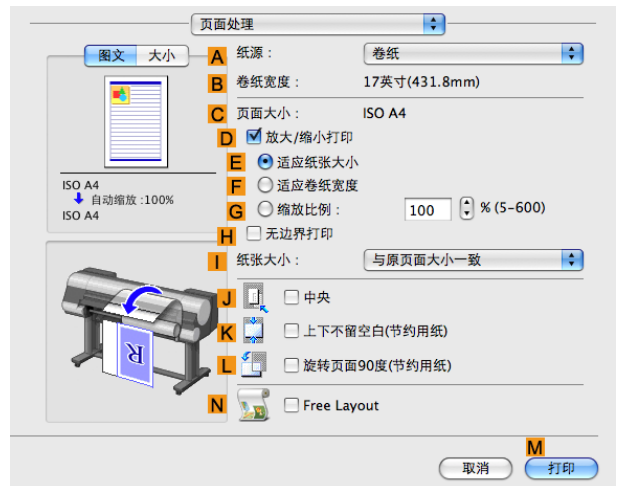 页面处理
图文 大小
A 纸源： 卷纸
B 卷纸宽度： 17英寸(431.8mm)
C 页面大小： ISO A4
D 放大/缩小打印
E 适应纸张大小
F 适应卷纸宽度
G 缩放比例： 100 % (5-600)
H 无边界打印
I 纸张大小： 与原页面大小一致
ISO A4
自动缩放 :100%
ISO A4
J 中央
K 上下不留空白(节约用纸)
L 旋转页面90度(节约用纸)
N Free Layout
R
M
取消 打印